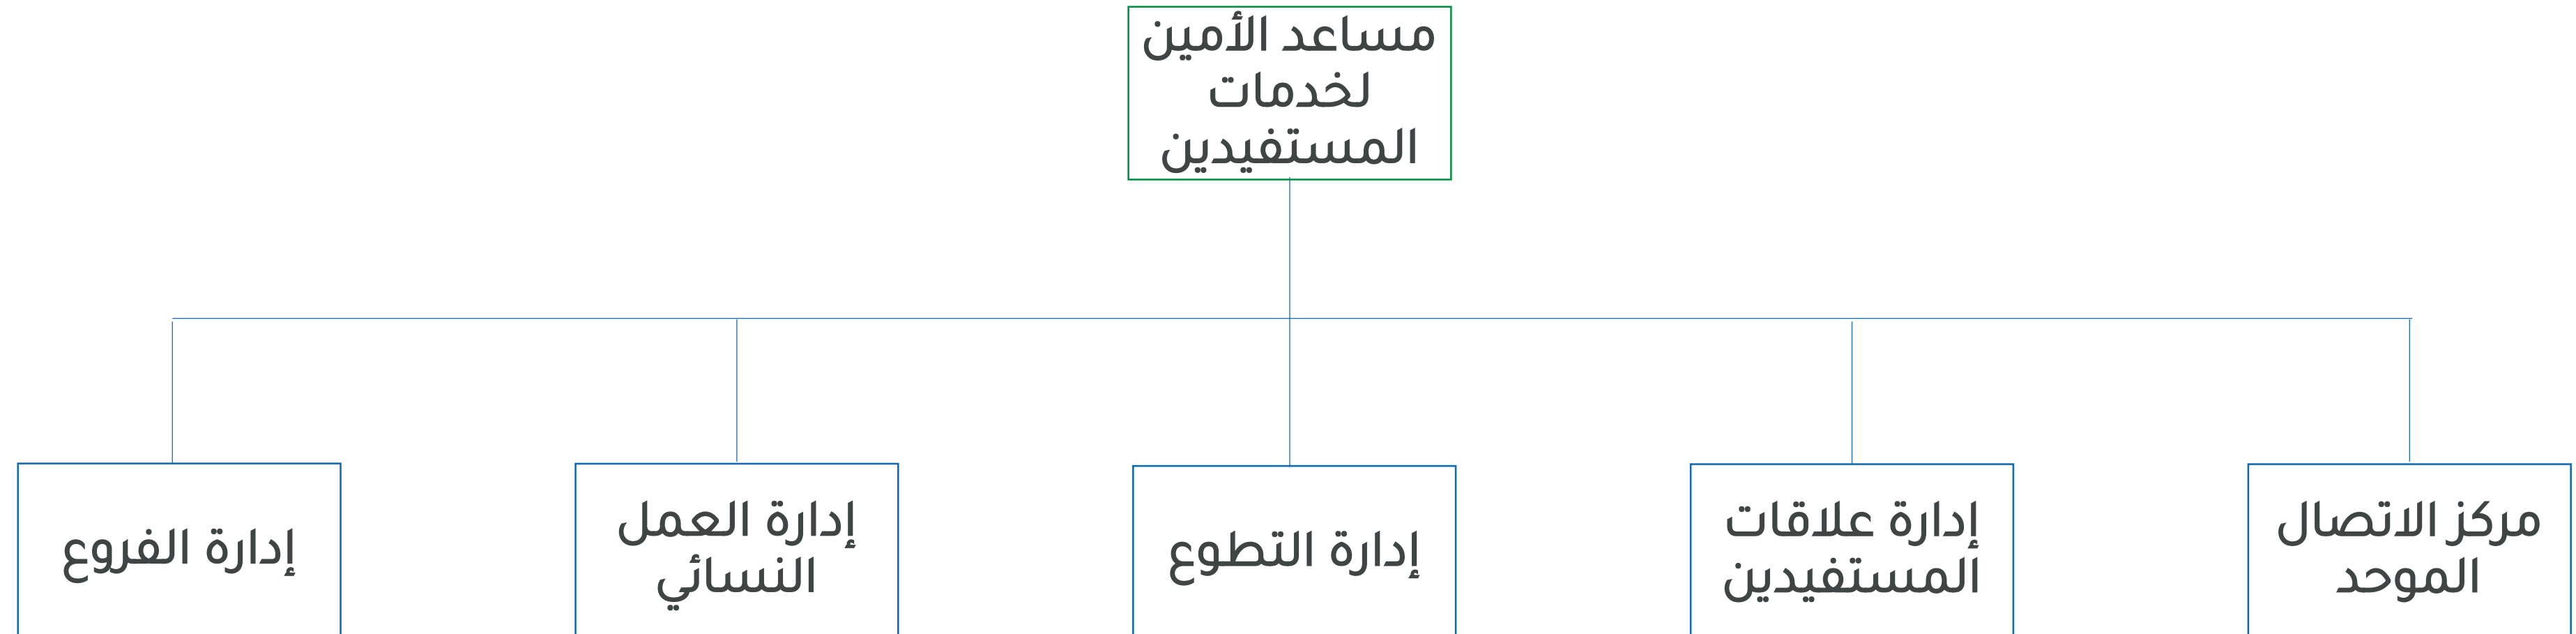 مساعد الأمين
لخدمات
المستفيدين
مركز الاتصال
الموحد
إدارة علاقات
المستفيدين
إدارة التطوع
إدارة العمل
النسائي
إدارة الفروع